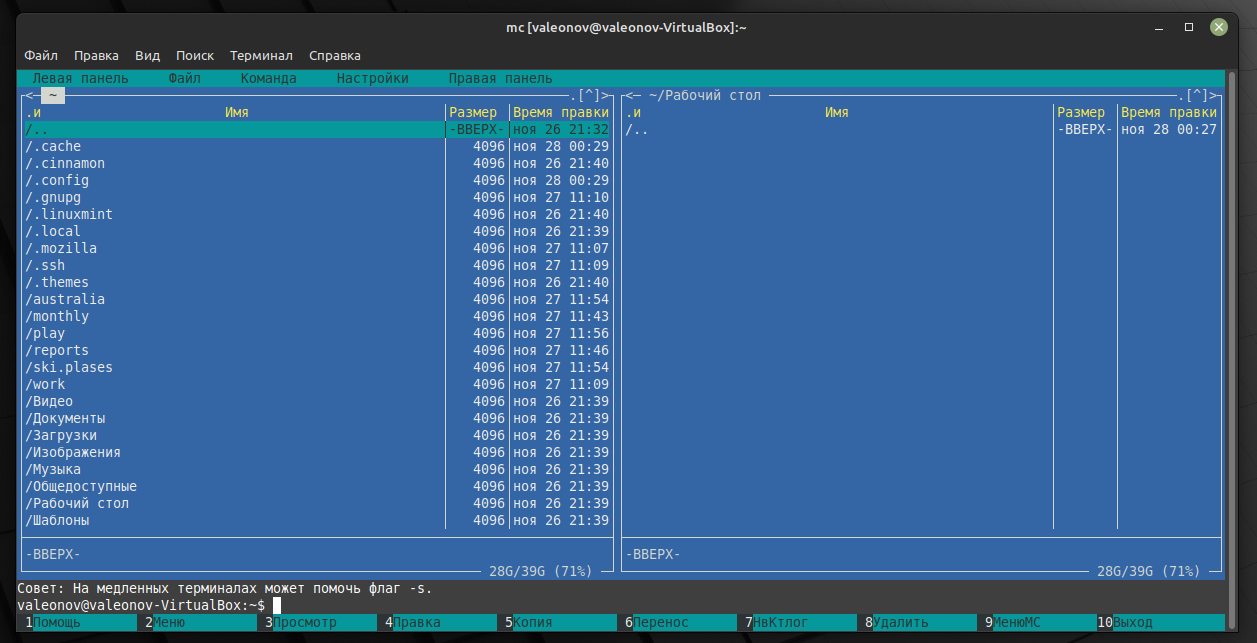 mc [valeonov@valeonov-VirtualBox]:~
Файл Правка Вид Поиск Терминал Справка
Левая панель Файл Команда Настройки Правая панель
<─ ~ .[^]>
.и Имя Размер Время правки
/.. -ВВЕРХ- ноя 26 21:32
/.cache 4096 ноя 28 00:29
/.cinnamon 4096 ноя 26 21:40
/.config 4096 ноя 28 00:29
/.gnupg 4096 ноя 27 11:10
/.linuxmint 4096 ноя 26 21:40
/.local 4096 ноя 26 21:39
/.mozilla 4096 ноя 27 11:07
/.ssh 4096 ноя 27 11:09
/.themes 4096 ноя 26 21:40
/australia 4096 ноя 27 11:54
/monthly 4096 ноя 27 11:43
/play 4096 ноя 27 11:56
/reports 4096 ноя 27 11:46
/ski.plases 4096 ноя 27 11:54
/work 4096 ноя 27 11:09
/Видео 4096 ноя 26 21:39
/Документы 4096 ноя 26 21:39
/Загрузки 4096 ноя 26 21:39
/Изображения 4096 ноя 26 21:39
/Музыка 4096 ноя 26 21:39
/Общедоступные 4096 ноя 26 21:39
/Рабочий стол 4096 ноя 26 21:39
/Шаблоны 4096 ноя 26 21:39
-ВВЕРХ-
28G/39G (71%)
<─ ~/Рабочий стол .[^]>
.и Имя Размер Время правки
/.. -ВВЕРХ- ноя 28 00:27
-ВВЕРХ-
28G/39G (71%)
Совет: На медленных терминалах может помочь флаг -s.
valeonov@valeonov-VirtualBox:~$
1Помощь 2Меню 3Просмотр 4Правка 5Копия 6Перенос 7НвКтлог 8Удалить 9МенюМС 10Выход